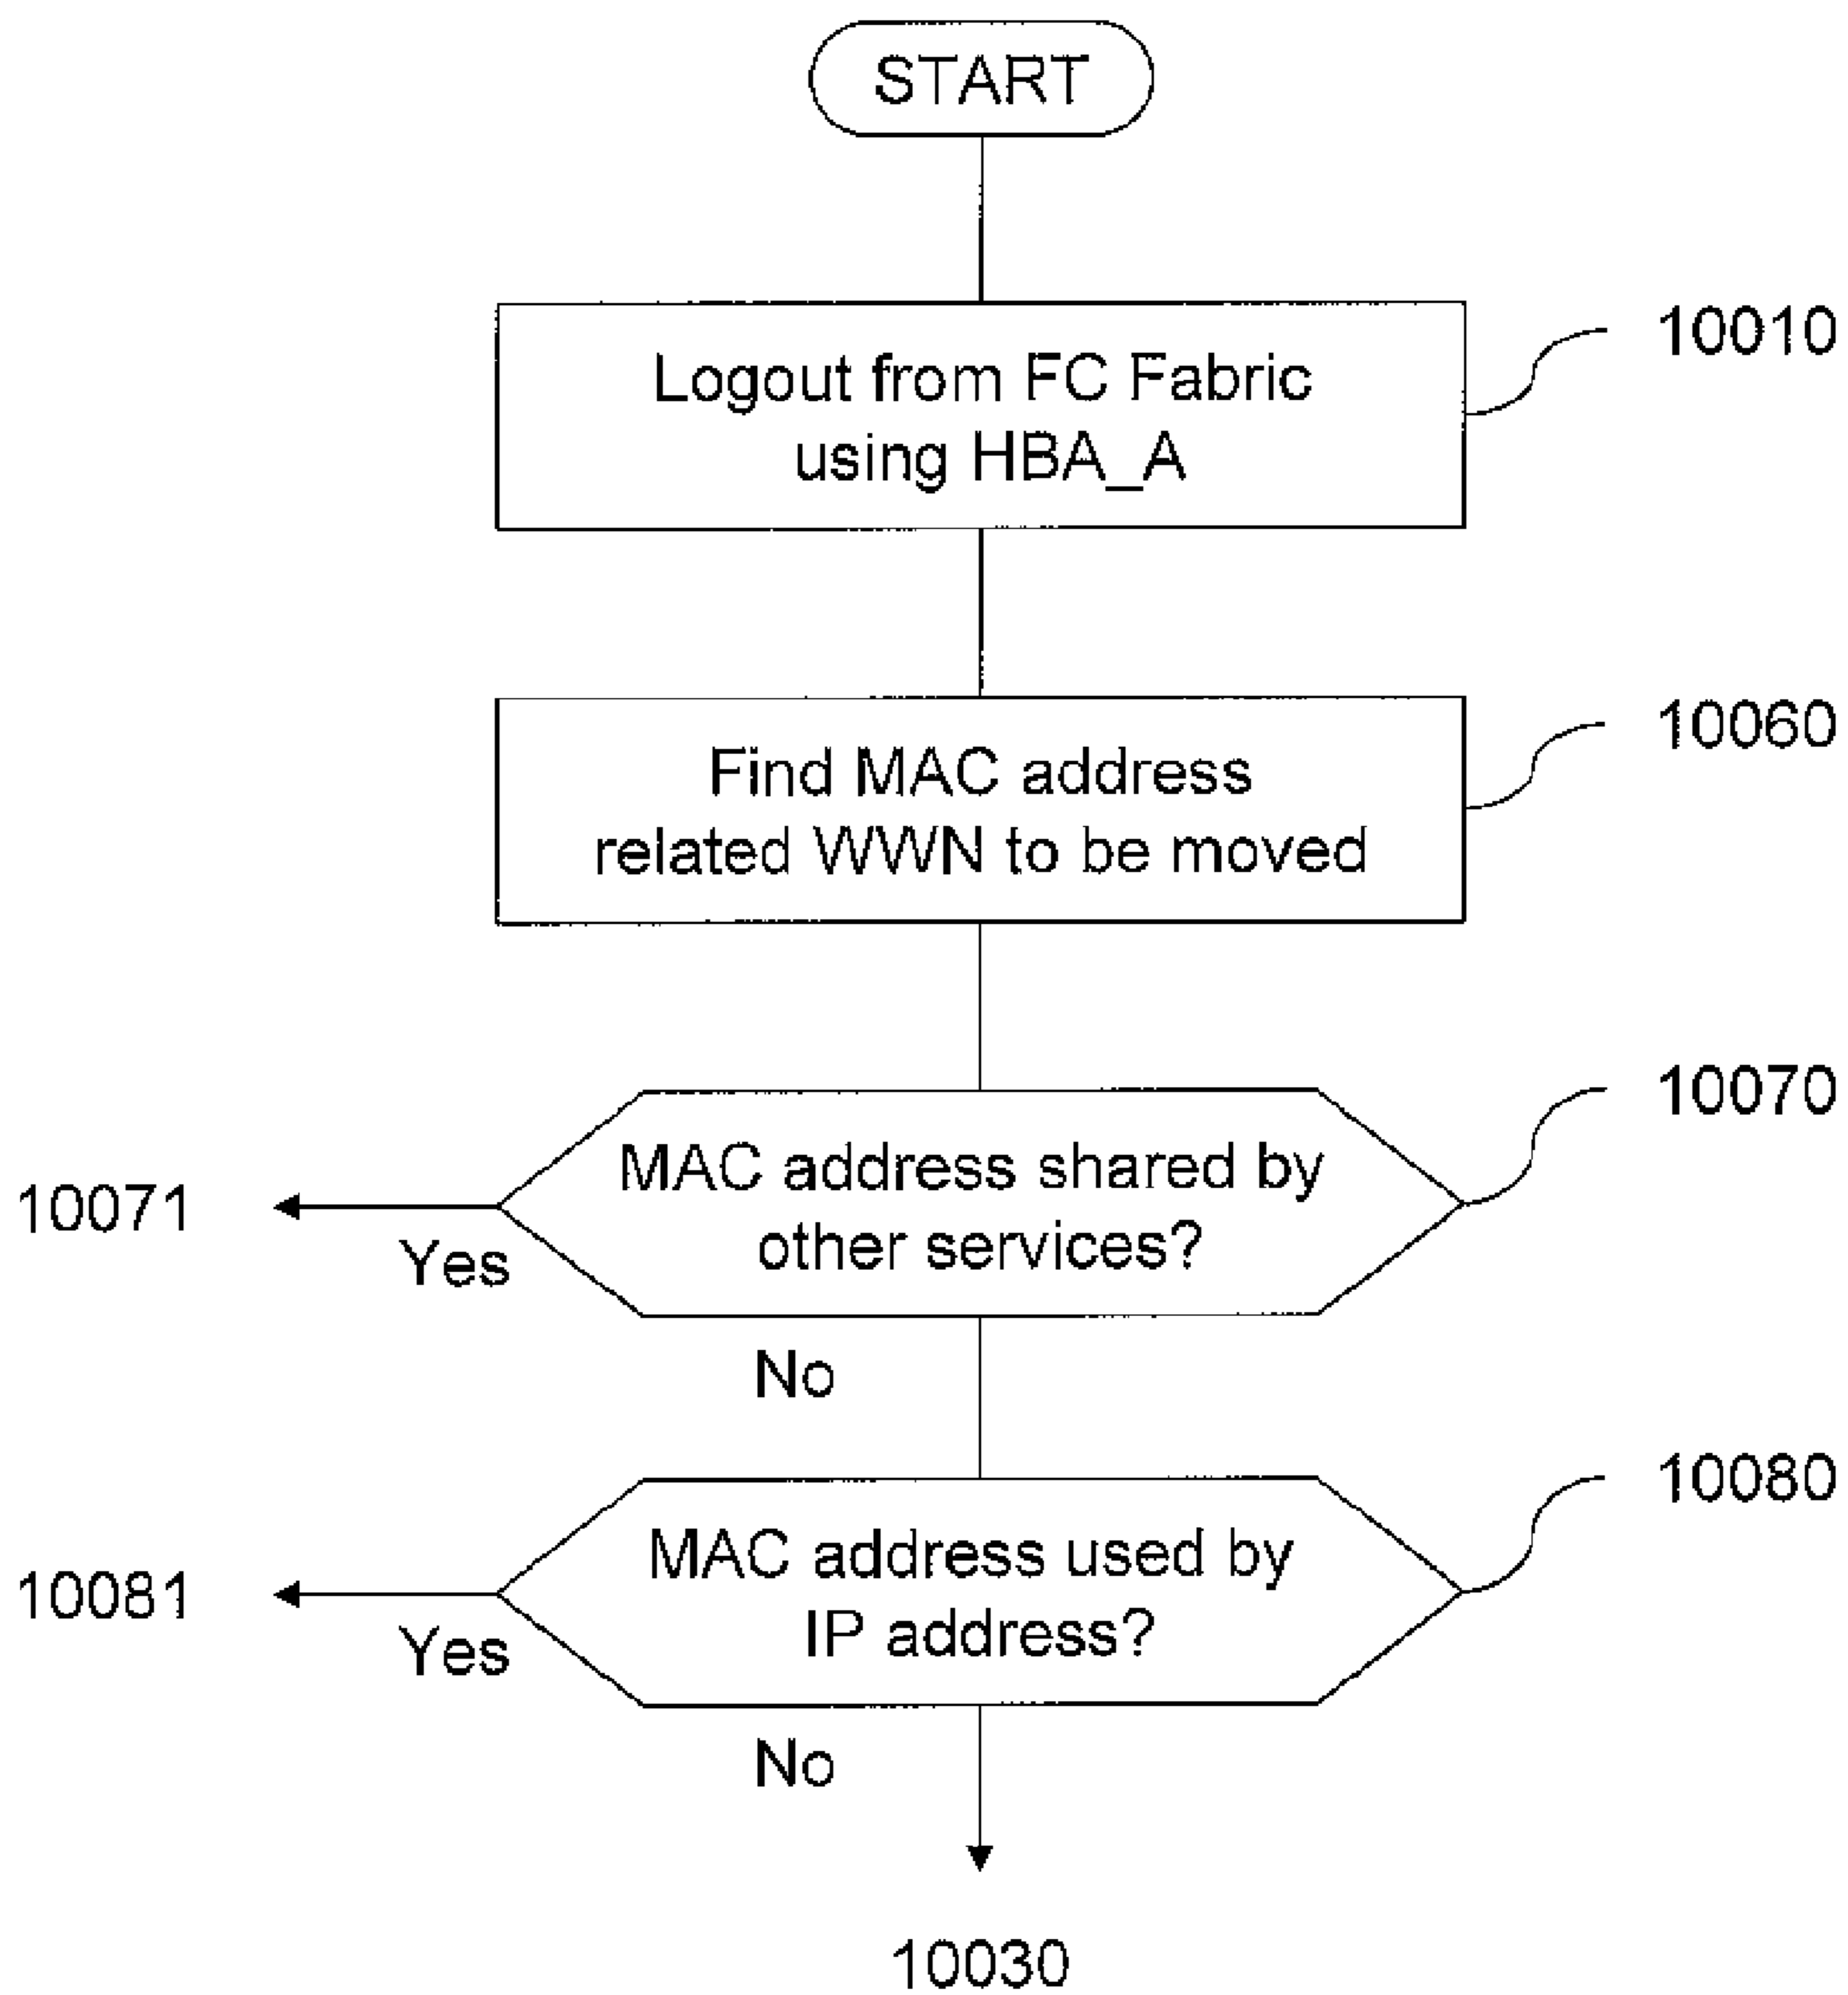 START
Logout from FC Fabric
using HBA_A
10010
Find MAC address
related WWN to be moved
10060
MAC address shared by
other services?
10070
10071
Yes
No
MAC address used by
IP address?
10080
10081
Yes
No
10030